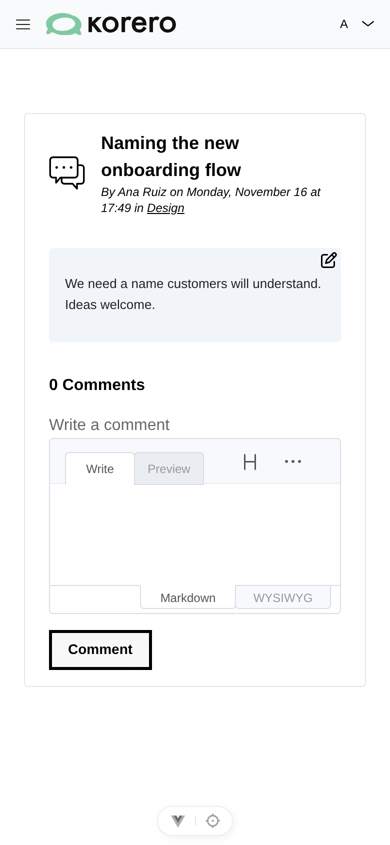 korero
A
Naming the new
onboarding flow
By Ana Ruiz on Monday, November 16 at
17:49 in Design
We need a name customers will understand.
Ideas welcome.
0 Comments
Write a comment
Write
Preview
H
Markdown
WYSIWYG
Comment